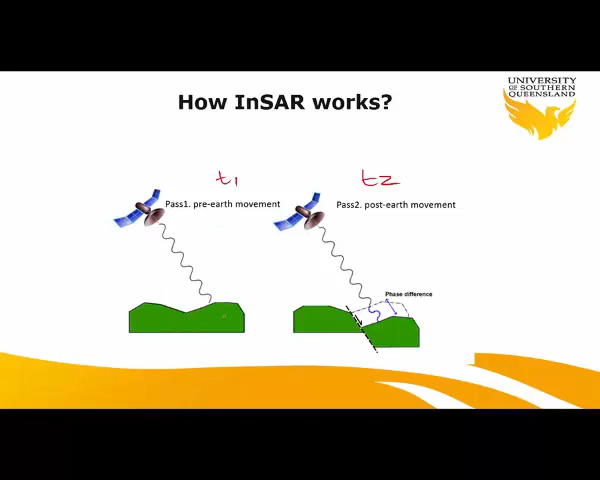 UNIVERSITY
OF SOUTHERN
QUEENSLAND
How InSAR works?
t1
t2
Pass1. pre-earth movement
Pass2. post-earth movement
Phase difference